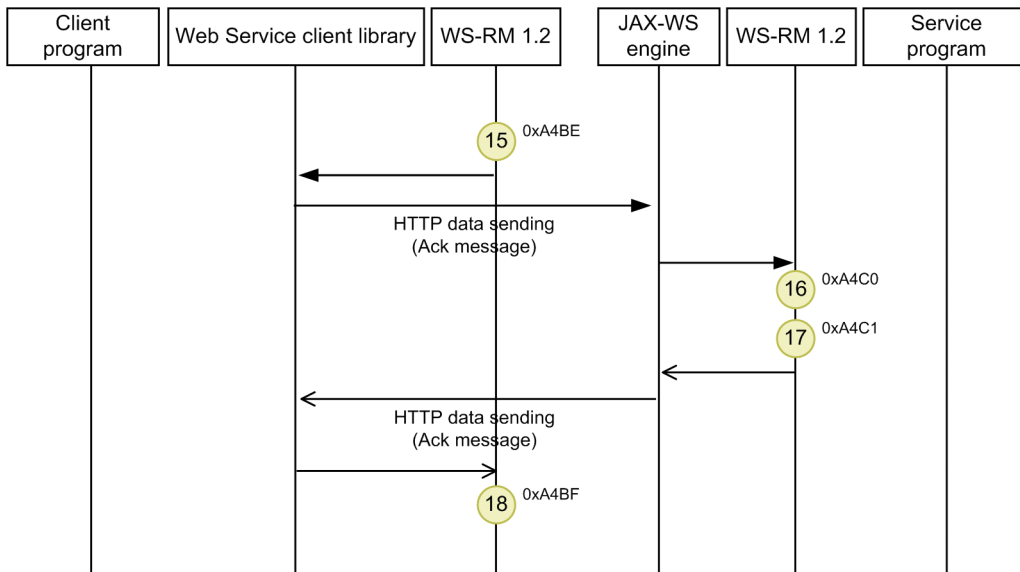 Client
program
Web Service client library
WS-RM 1.2
JAX-WS
engine
WS-RM 1.2
Service
program
15
0xA4BE
HTTP data sending
(Ack message)
16
0xA4C0
17
0xA4C1
HTTP data sending
(Ack message)
18
0xA4BF